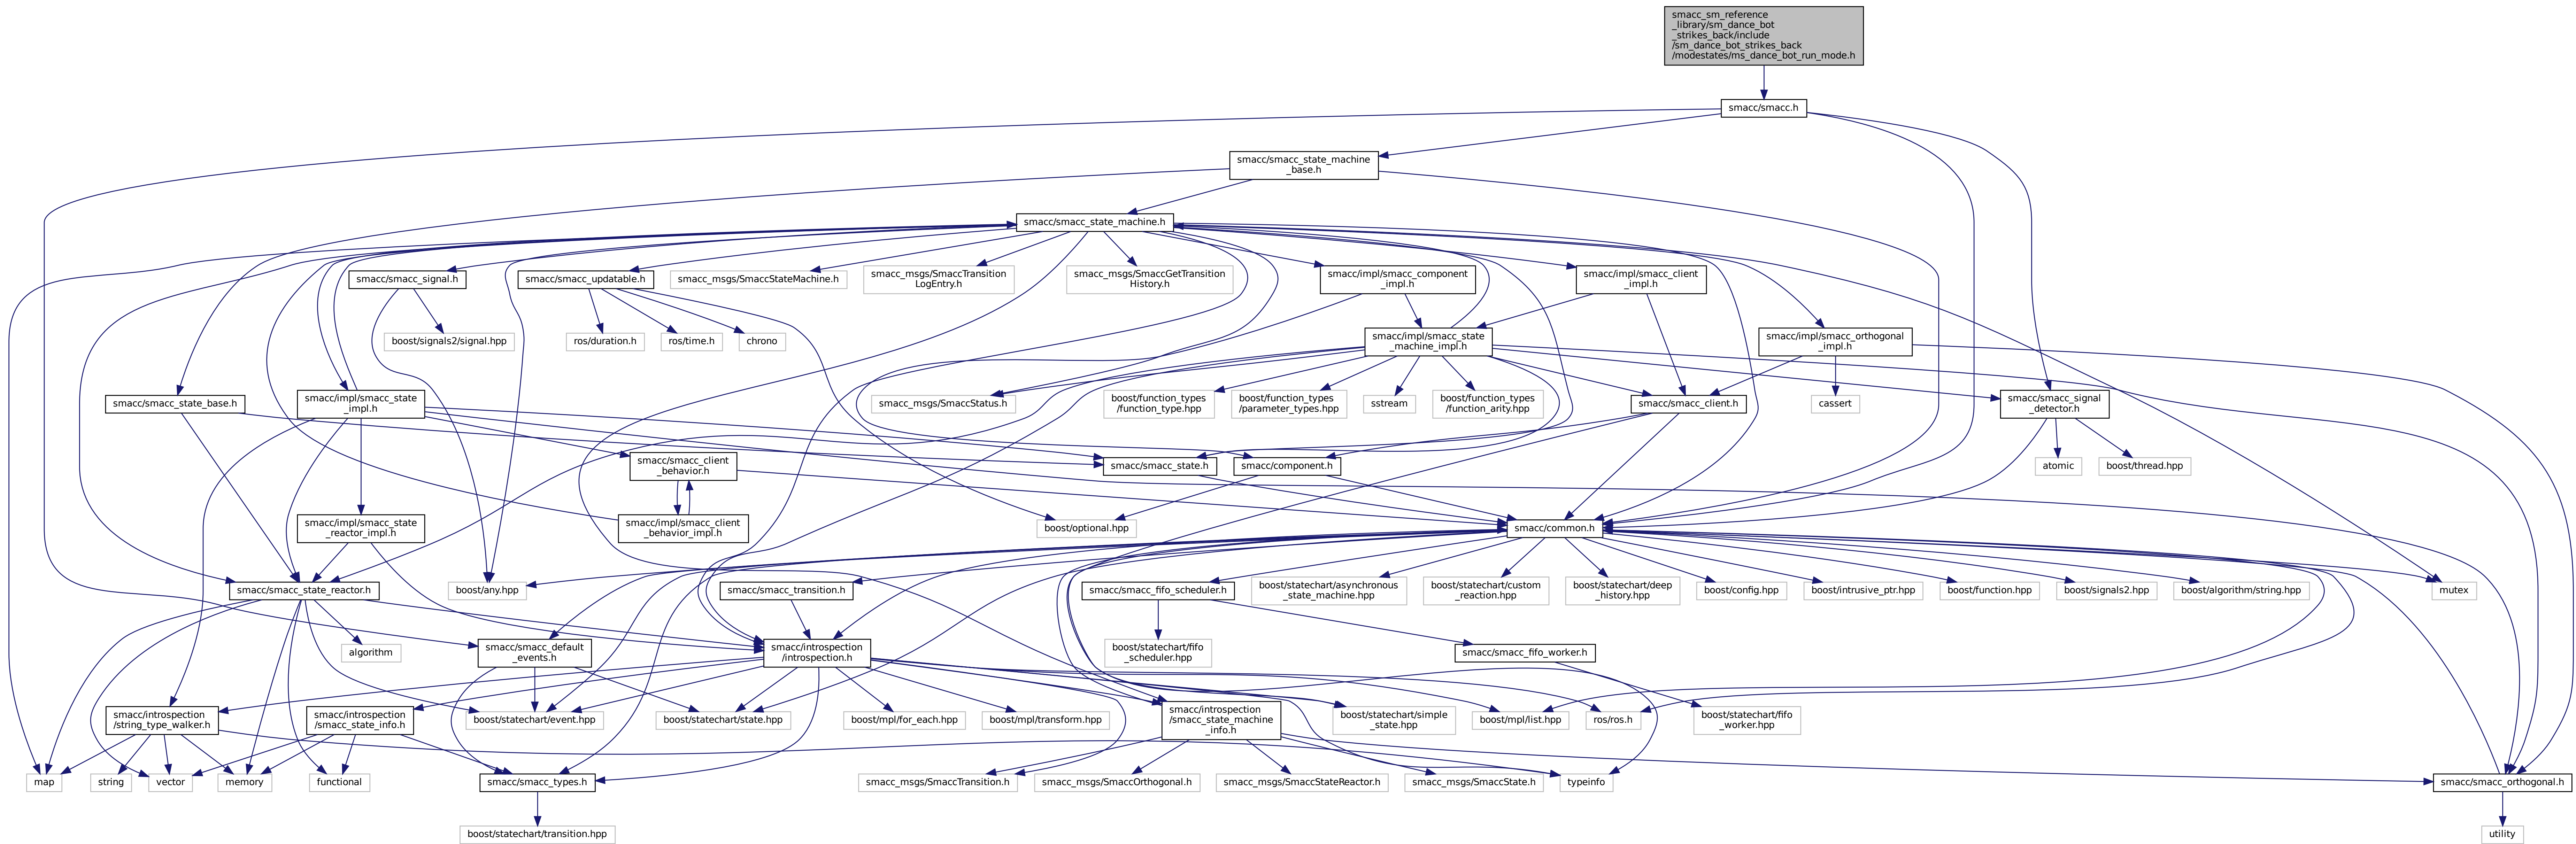 smacc_sm_reference
_library/sm_dance_bot
_strikes_back/include
/sm_dance_bot_strikes_back
/modestates/ms_dance_bot_run_mode.h
smacc/smacc.h
smacc/smacc_state_machine
_base.h
smacc/smacc_state_machine.h
smacc/smacc_signal.h
smacc/smacc_updatable.h
smacc_msgs/SmaccStateMachine.h
smacc_msgs/SmaccTransition
LogEntry.h
smacc_msgs/SmaccGetTransition
History.h
smacc/impl/smacc_component
_impl.h
smacc/impl/smacc_client
_impl.h
boost/signals2/signal.hpp
ros/duration.h
ros/time.h
chrono
smacc/impl/smacc_state
_machine_impl.h
smacc/impl/smacc_orthogonal
_impl.h
smacc/smacc_state_base.h
smacc/impl/smacc_state
_impl.h
smacc_msgs/SmaccStatus.h
boost/function_types
/function_type.hpp
boost/function_types
/parameter_types.hpp
sstream
boost/function_types
/function_arity.hpp
smacc/smacc_client.h
cassert
smacc/smacc_signal
_detector.h
smacc/smacc_client
_behavior.h
smacc/smacc_state.h
smacc/component.h
atomic
boost/thread.hpp
smacc/impl/smacc_state
_reactor_impl.h
smacc/impl/smacc_client
_behavior_impl.h
boost/optional.hpp
smacc/common.h
smacc/smacc_state_reactor.h
boost/any.hpp
smacc/smacc_transition.h
smacc/smacc_fifo_scheduler.h
boost/statechart/asynchronous
_state_machine.hpp
boost/statechart/custom
_reaction.hpp
boost/statechart/deep
_history.hpp
boost/config.hpp
boost/intrusive_ptr.hpp
boost/function.hpp
boost/signals2.hpp
boost/algorithm/string.hpp
mutex
algorithm
smacc/smacc_default
_events.h
smacc/introspection
/introspection.h
boost/statechart/fifo
_scheduler.hpp
smacc/smacc_fifo_worker.h
smacc/introspection
/string_type_walker.h
smacc/introspection
/smacc_state_info.h
boost/statechart/event.hpp
boost/statechart/state.hpp
boost/mpl/for_each.hpp
boost/mpl/transform.hpp
smacc/introspection
/smacc_state_machine
_info.h
boost/statechart/simple
_state.hpp
boost/mpl/list.hpp
ros/ros.h
boost/statechart/fifo
_worker.hpp
map
string
vector
memory
functional
smacc/smacc_types.h
smacc_msgs/SmaccTransition.h
smacc_msgs/SmaccOrthogonal.h
smacc_msgs/SmaccStateReactor.h
smacc_msgs/SmaccState.h
typeinfo
smacc/smacc_orthogonal.h
boost/statechart/transition.hpp
utility